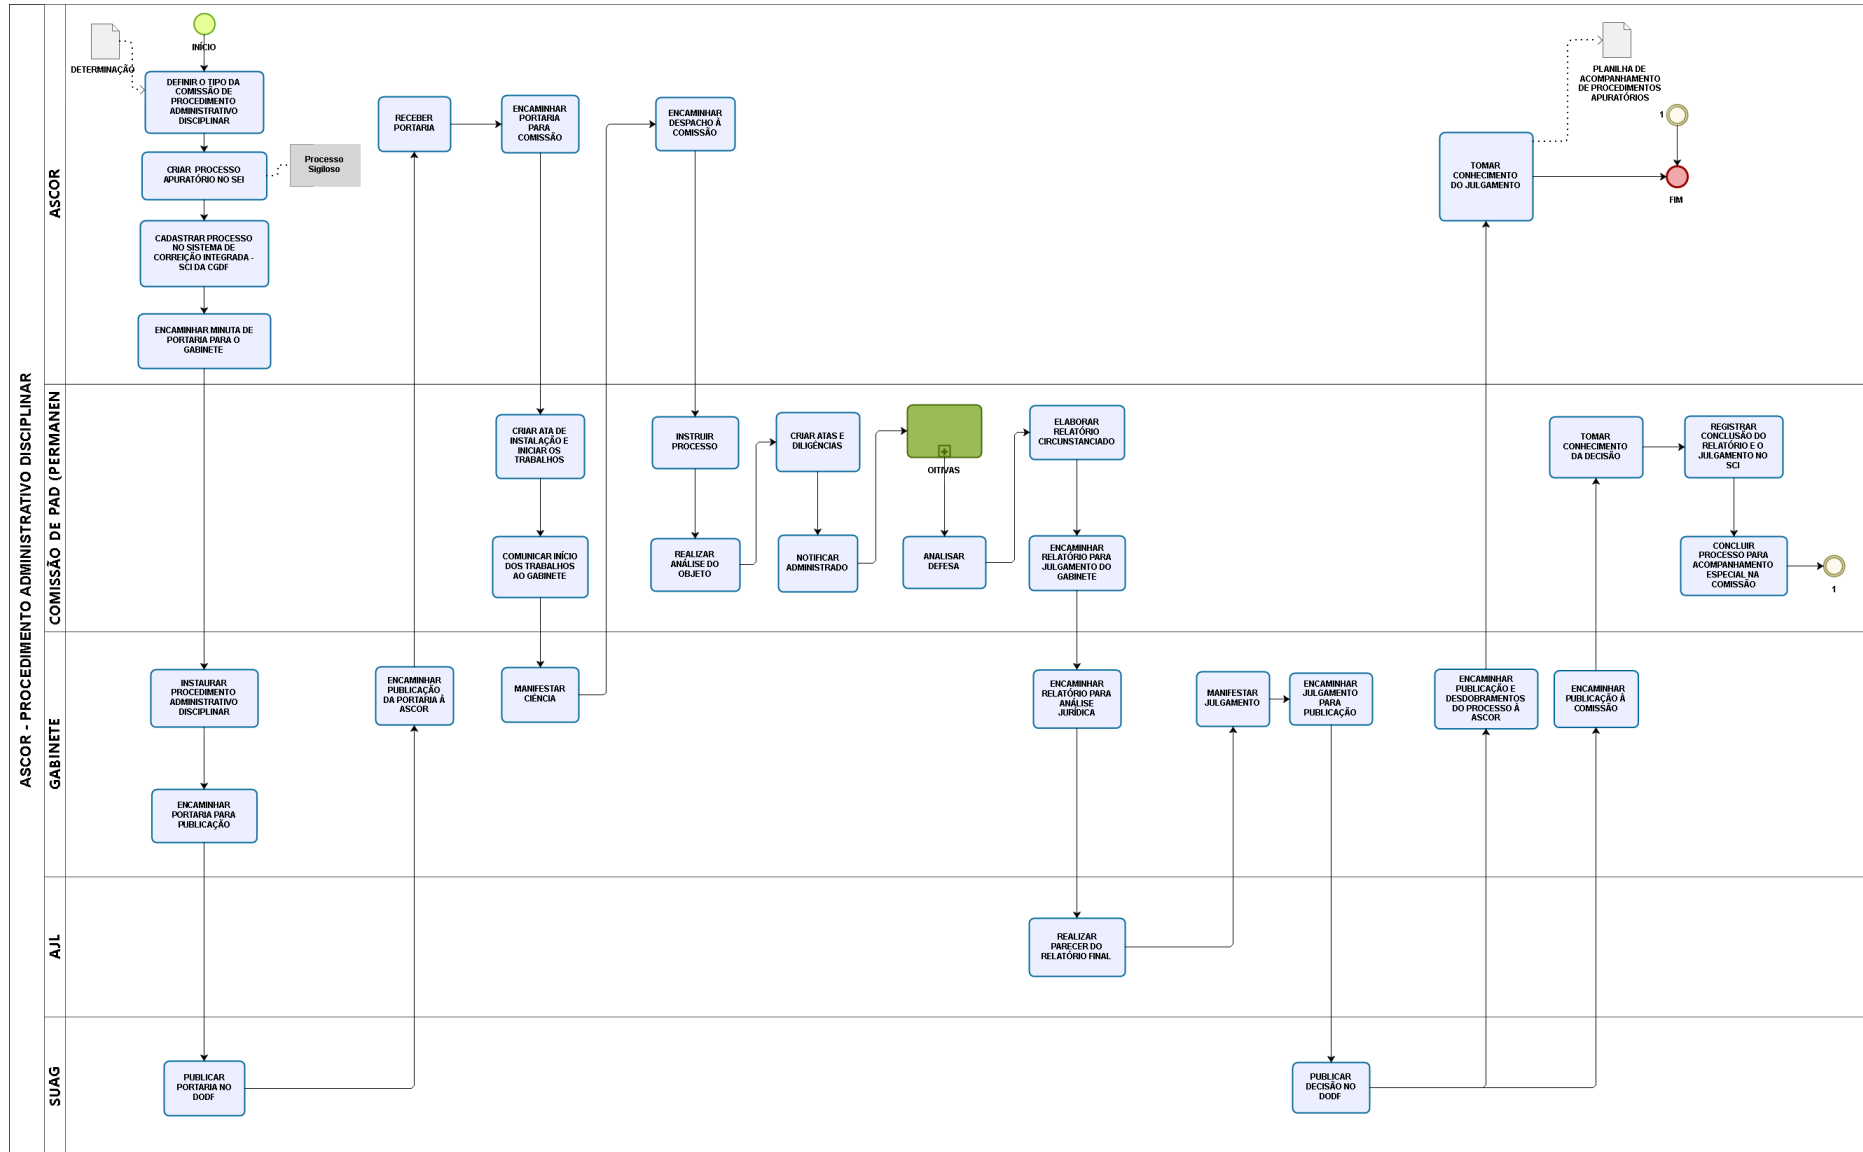 ASCOR - PROCEDIMENTO ADMINISTRATIVO DISCIPLINAR
ASCOR
INÍCIO
DETERMINAÇÃO
DEFINIR O TIPO DA
COMISSÃO DE
PROCEDIMENTO
ADMINISTRATIVO
DISCIPLINAR
CRIAR PROCESSO
APURATÓRIO NO SEI
Processo
Sigiloso
CADASTRAR PROCESSO
NO SISTEMA DE
CORREIÇÃO INTEGRADA -
SCI DA CGDF
ENCAMINHAR MINUTA DE
PORTARIA PARA O
GABINETE
RECEBER
PORTARIA
ENCAMINHAR
PORTARIA
PARA
COMISSÃO
ENCAMINHAR
DESPACHO À
COMISSÃO
TOMAR
CONHECIMENTO
DO JULGAMENTO
PLANILHA DE
ACOMPANHAMENTO
DE PROCEDIMENTOS
APURATÓRIOS
1
FIM
COMISSÃO DE PAD (PERMANEN
CRIAR ATA DE
INSTALAÇÃO E
INICIAR OS
TRABALHOS
COMUNICAR INÍCIO
DOS TRABALHOS
AO GABINETE
INSTRUIR
PROCESSO
REALIZAR
ANÁLISE DO
OBJETO
CRIAR ATAS E
DILIGÊNCIAS
NOTIFICAR
ADMINISTRADO
OITIVAS
ANALISAR
DEFESA
ELABORAR
RELATÓRIO
CIRCUNSTANCIADO
ENCAMINHAR
RELATÓRIO PARA
JULGAMENTO DO
GABINETE
TOMAR
CONHECIMENTO
DA DECISÃO
REGISTRAR
CONCLUSÃO DO
RELATÓRIO E O
JULGAMENTO NO
SCI
CONCLUIR
PROCESSO PARA
ACOMPANHAMENTO
ESPECIAL NA
COMISSÃO
1
GABINETE
INSTAURAR
PROCEDIMENTO
ADMINISTRATIVO
DISCIPLINAR
ENCAMINHAR
PORTARIA PARA
PUBLICAÇÃO
ENCAMINHAR
PUBLICAÇÃO
DA PORTARIA À
ASCOR
MANIFESTAR
CIÊNCIA
ENCAMINHAR
RELATÓRIO PARA
ANÁLISE
JURÍDICA
MANIFESTAR
JULGAMENTO
ENCAMINHAR
JULGAMENTO
PARA
PUBLICAÇÃO
ENCAMINHAR
PUBLICAÇÃO E
DESDOBRAMENTOS
DO PROCESSO À
ASCOR
ENCAMINHAR
PUBLICAÇÃO À
COMISSÃO
AJL
REALIZAR
PARECER DO
RELATÓRIO FINAL
SUAG
PUBLICAR
PORTARIA NO
DODF
PUBLICAR
DECISÃO NO
DODF